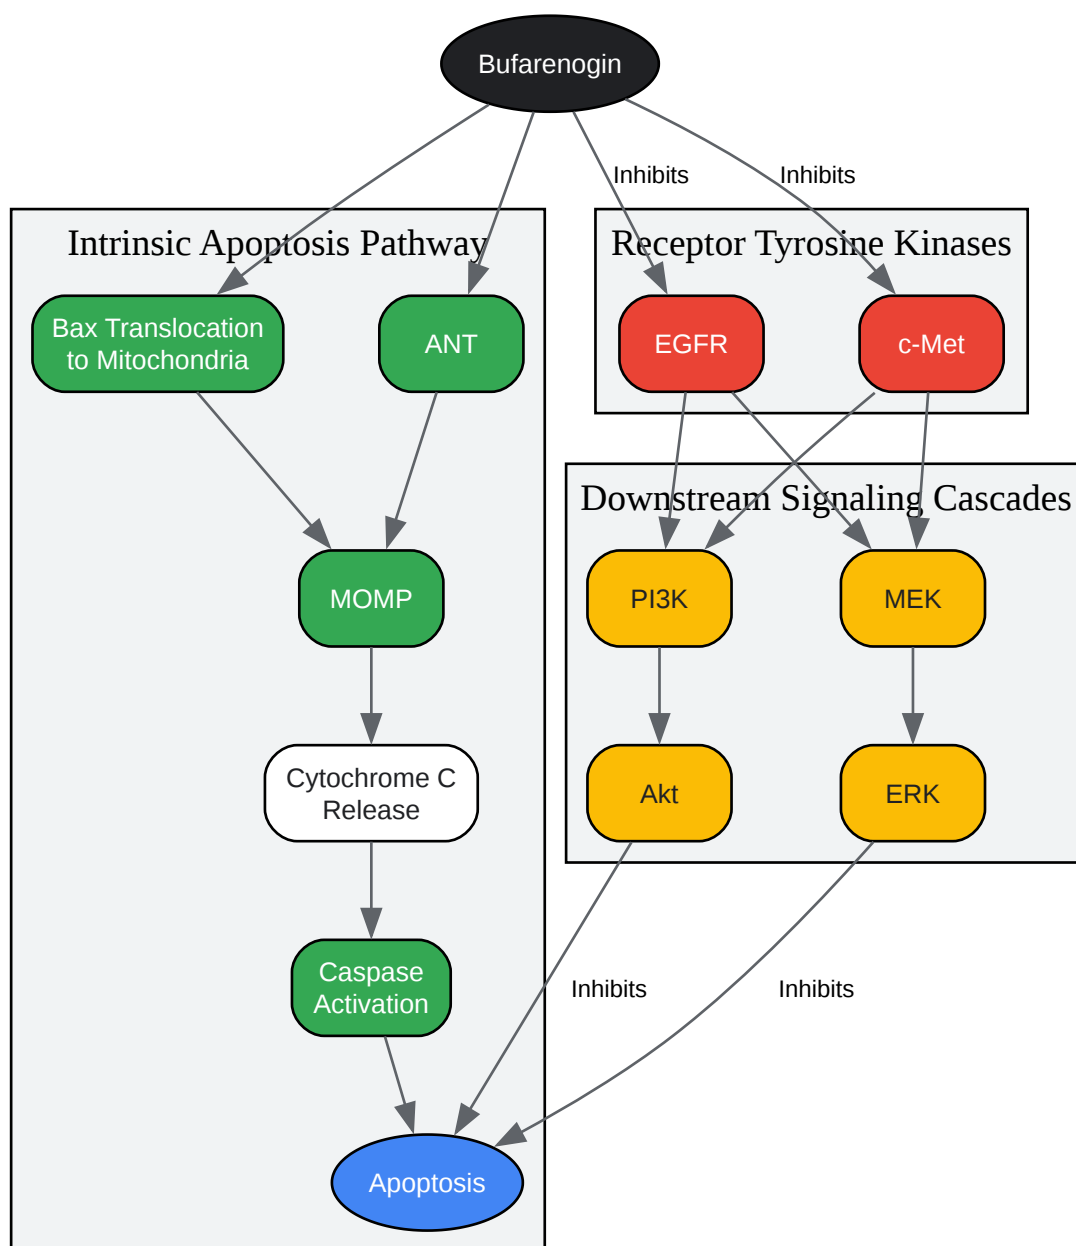 Bufarenogin
Inhibits
Inhibits
Intrinsic Apoptosis Pathway
Receptor Tyrosine Kinases
Bax Translocation
to Mitochondria
ANT
EGFR
c-Met
Downstream Signaling Cascades
MOMP
PI3K
MEK
Cytochrome C
Release
Akt
ERK
Caspase
Activation
Inhibits
Inhibits
Apoptosis